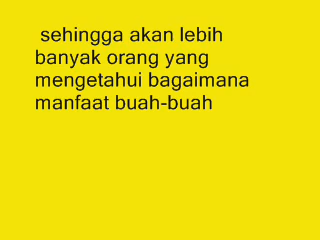 sehingga akan lebih
banyak orang yang
mengetahui bagaimana
manfaat buah-buah